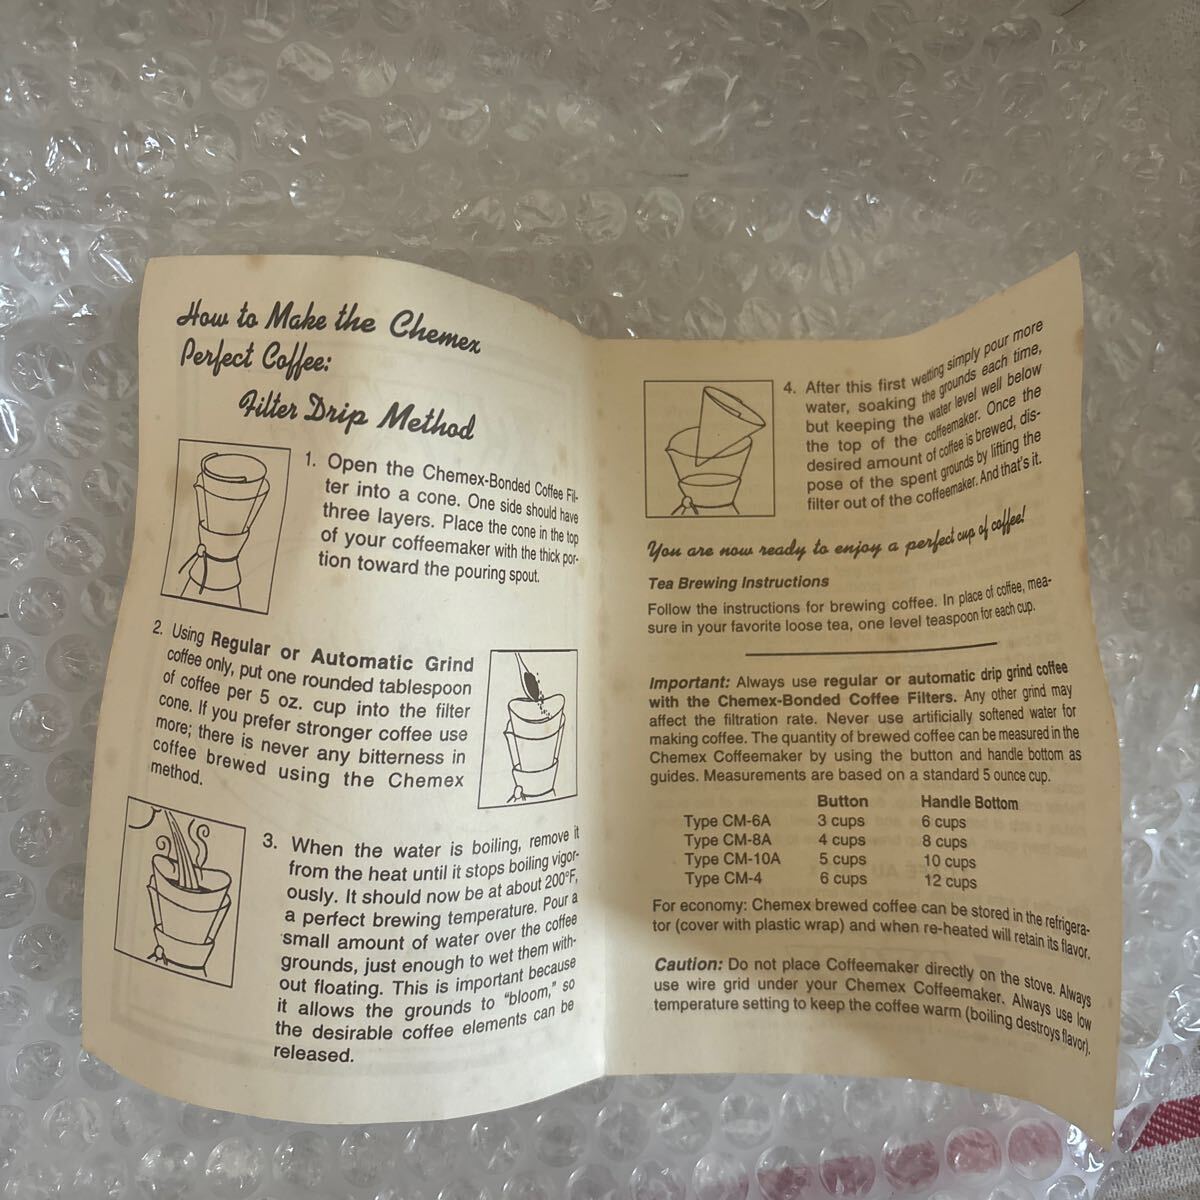 How to Make the Chemex
Perfect Coffee:
Filter Drip Method
1. Open the Chemex-Bonded Coffee Fil-
ter into a cone. One side should have
three layers. Place the cone in the top
of your coffeemaker with the thick por-
tion toward the pouring spout.
2. Using Regular or Automatic Grind
coffee only, put one rounded tablespoon
of coffee per 5 oz. cup into the filter
cone. If you prefer stronger coffee use
more; there is never any bitterness in
coffee brewed using the Chemex
method.
3. When the water is boiling, remove it
from the heat until it stops boiling vigor-
ously. It should now be at about 200°F,
a perfect brewing temperature. Pour a
small amount of water over the coffee
grounds, just enough to wet them with-
out floating. This is important because
it allows the grounds to "bloom," so
the desirable coffee elements can be
released.
4. After this first wetting simply pour more
water, soaking the grounds each time,
but keeping the water level well below
the top of the coffeemaker. Once the
desired amount of coffee is brewed, dis-
pose of the spent grounds by lifting the
filter out of the coffeemaker. And that's it.
You are now ready to enjoy a perfect cup of coffee!
Tea Brewing Instructions
Follow the instructions for brewing coffee. In place of coffee, mea-
sure in your favorite loose tea, one level teaspoon for each cup.
Important: Always use regular or automatic drip grind coffee
with the Chemex-Bonded Coffee Filters. Any other grind may
affect the filtration rate. Never use artificially softened water for
making coffee. The quantity of brewed coffee can be measured in the
Chemex Coffeemaker by using the button and handle bottom as
guides. Measurements are based on a standard 5 ounce cup.
Button Handle Bottom
Type CM-6A 3 cups 6 cups
Type CM-8A 4 cups 8 cups
Type CM-10A 5 cups 10 cups
Type CM-4 6 cups 12 cups
For economy: Chemex brewed coffee can be stored in the refrigera-
tor (cover with plastic wrap) and when re-heated will retain its flavor.
Caution: Do not place Coffeemaker directly on the stove. Always
use wire grid under your Chemex Coffeemaker. Always use low
temperature setting to keep the coffee warm (boiling destroys flavor).